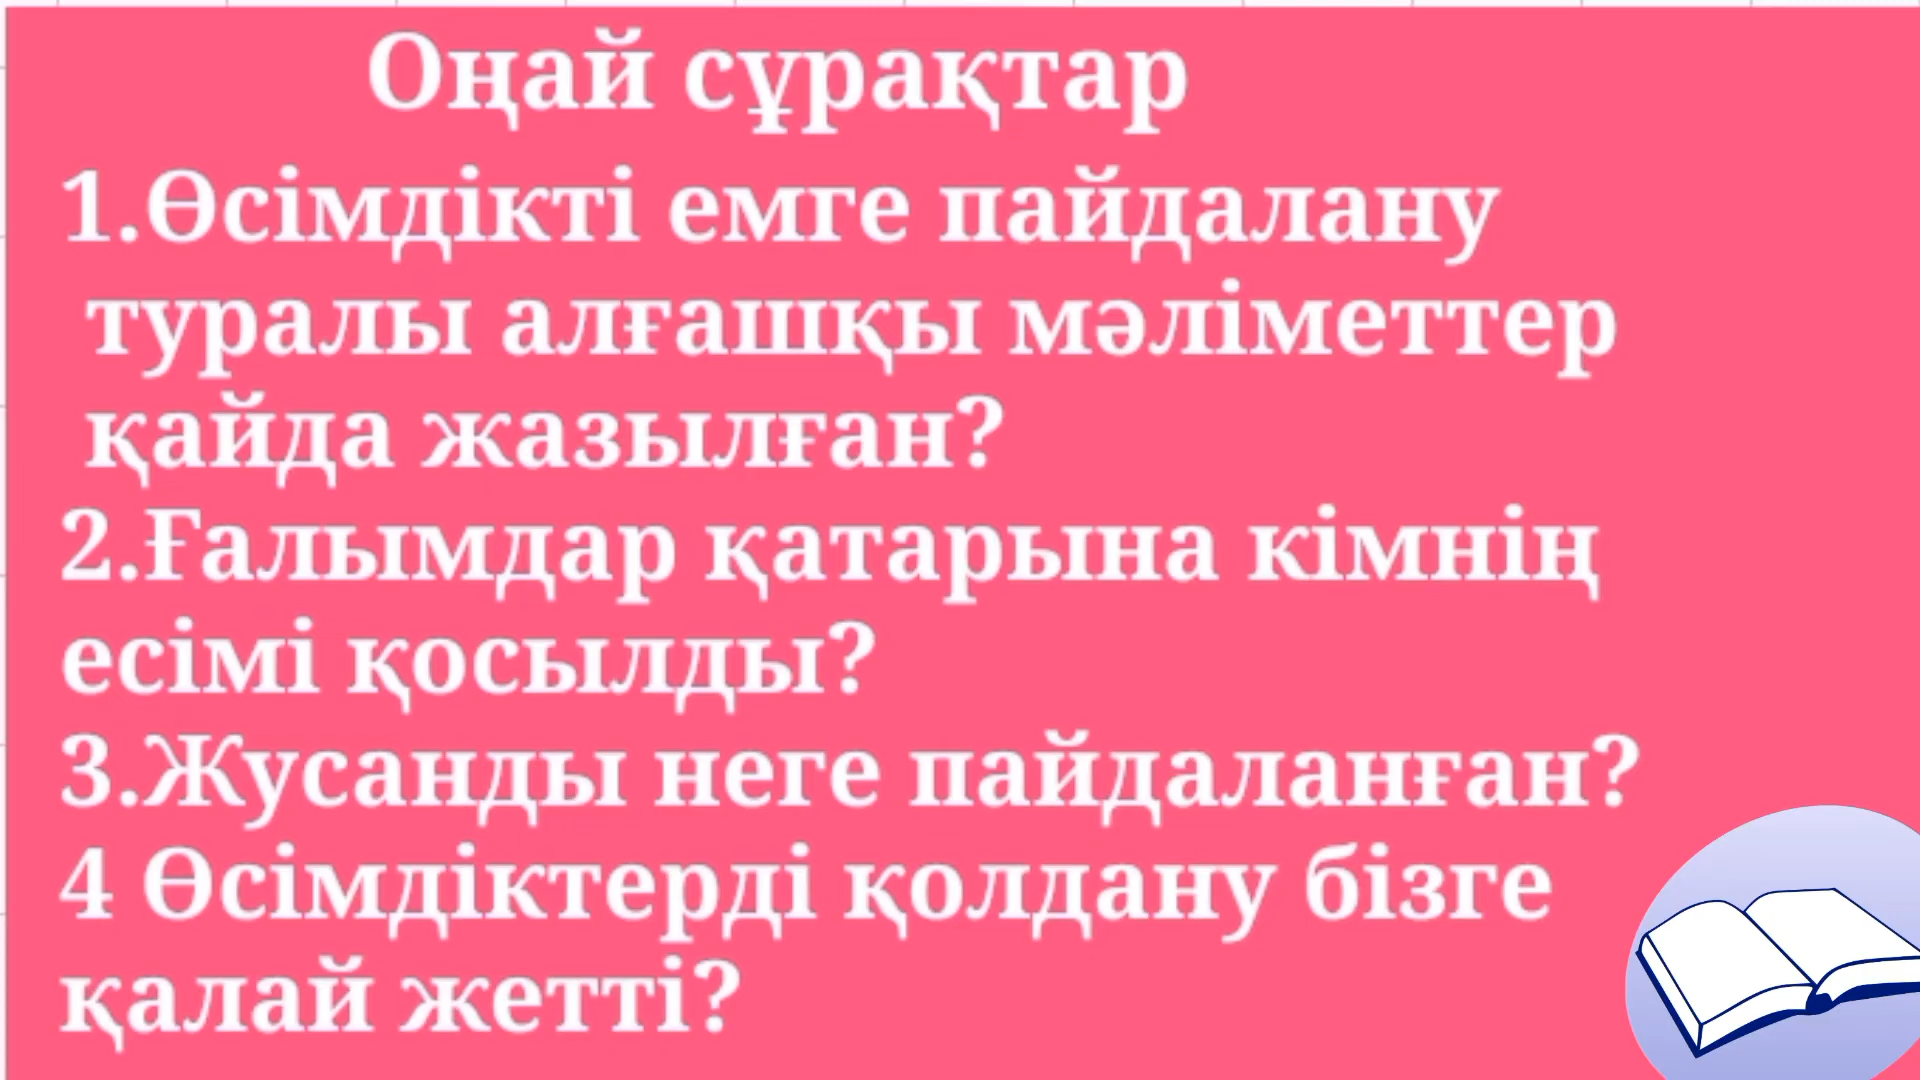 Оңай сұрақтар
1.Өсімдікті емге пайдалану
туралы алғашқы мәліметтер
қайда жазылған?
2.Ғалымдар қатарына кімнің
есімі қосылды?
3.Жусанды неге пайдаланған?
4 Өсімдіктерді қолдану бізге
қалай жетті?